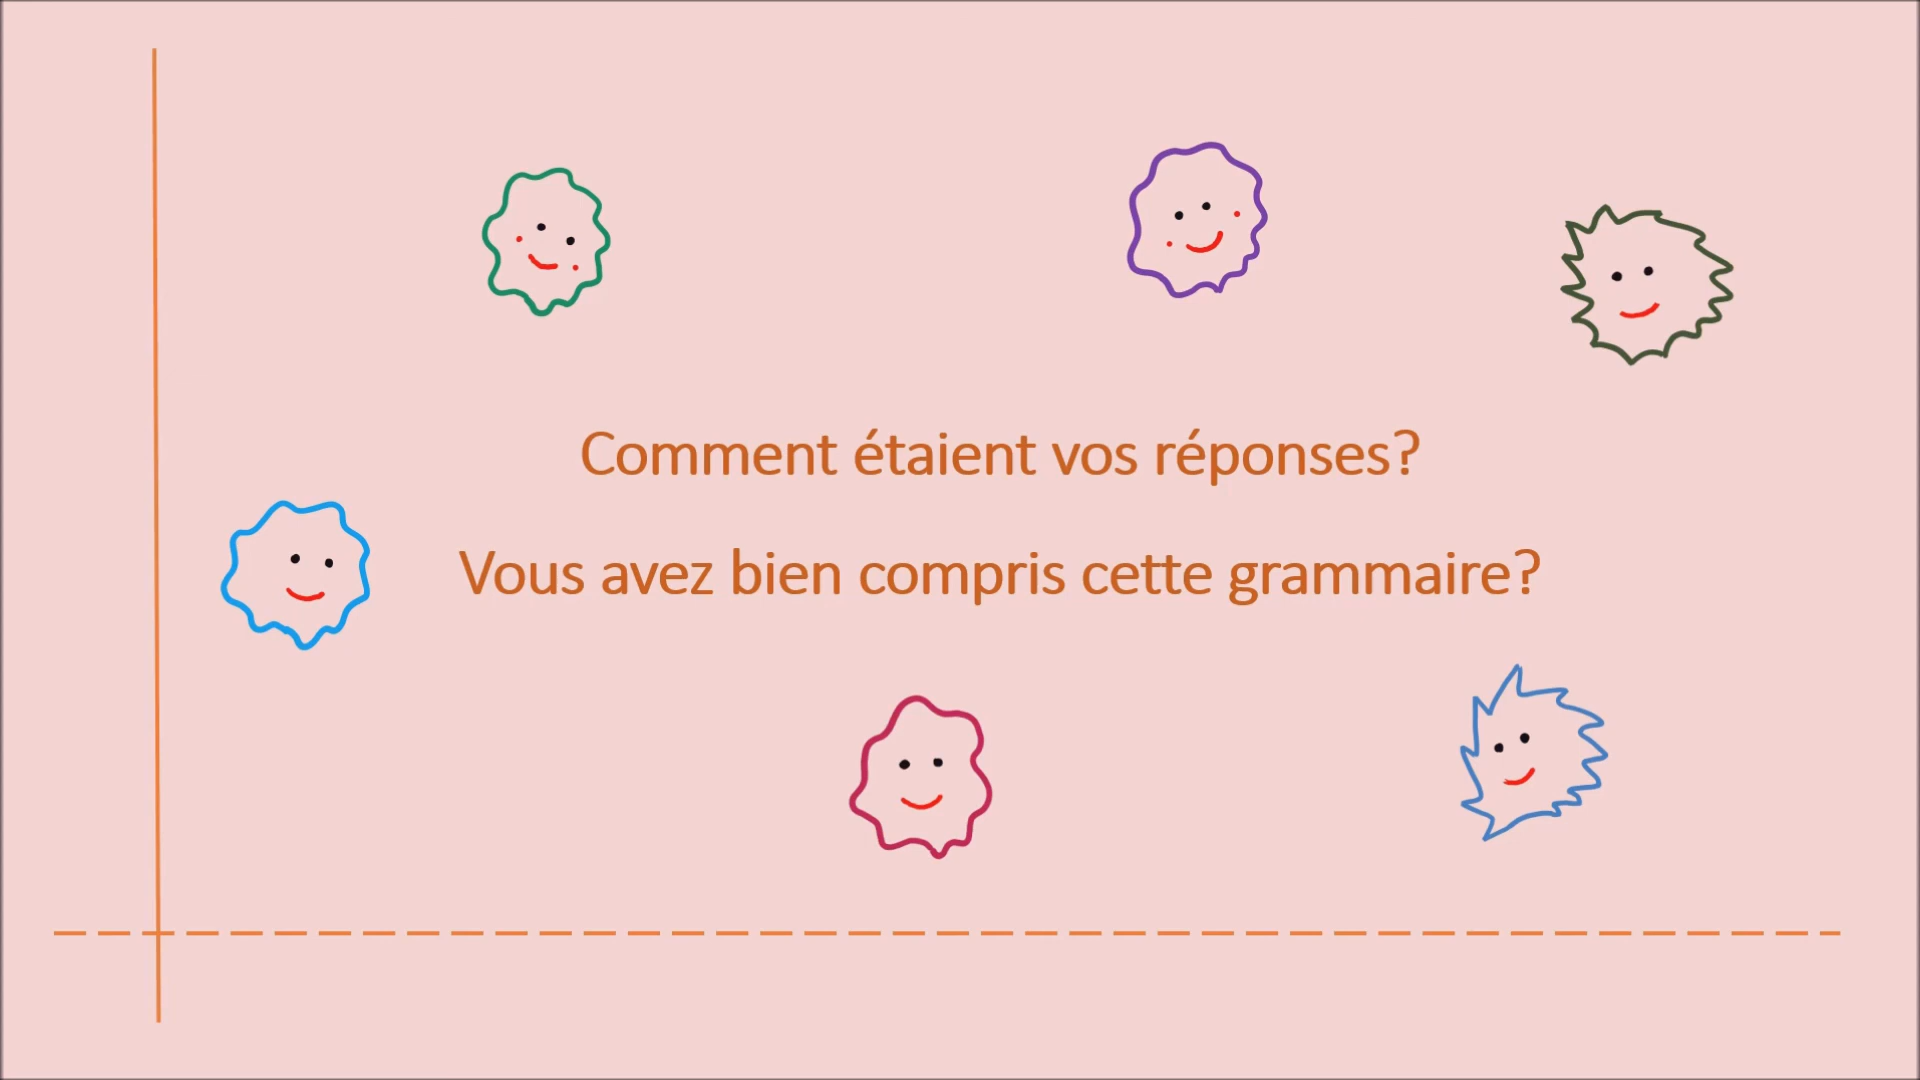 Comment étaient vos réponses?
Vous avez bien compris cette grammaire?